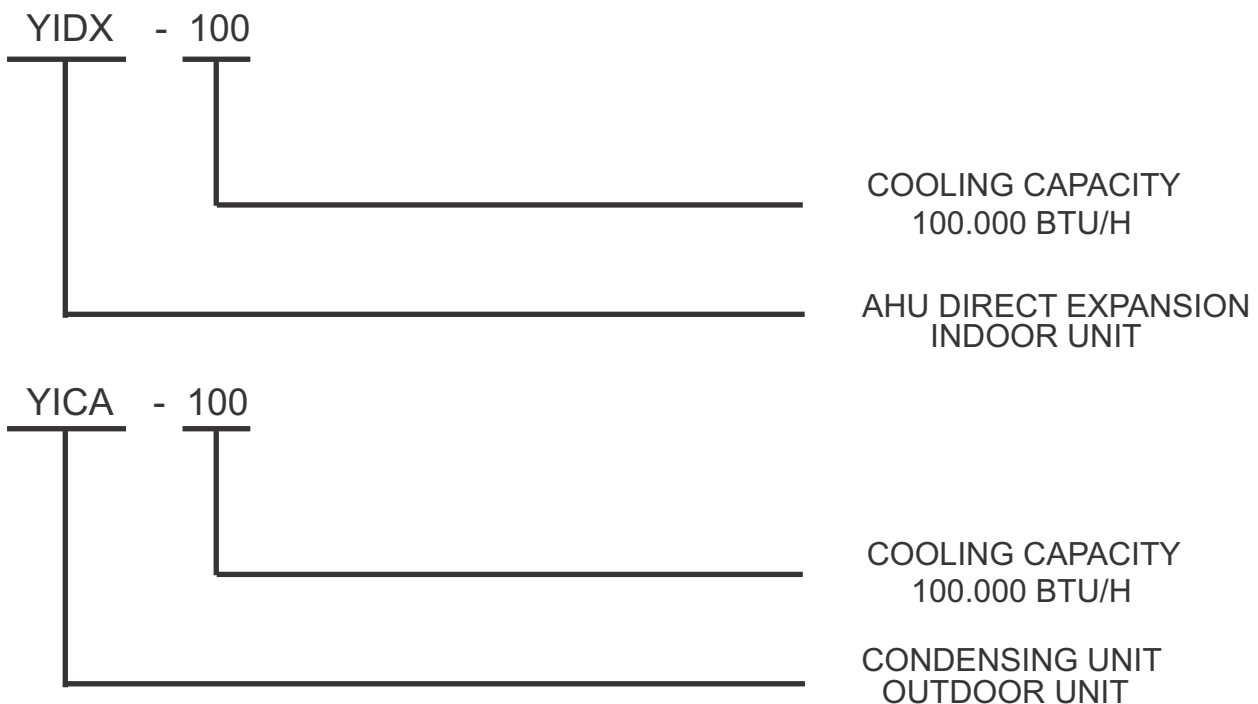 YIDX - 100
COOLING CAPACITY
100.000 BTU/H
AHU DIRECT EXPANSION
INDOOR UNIT
YICA - 100
COOLING CAPACITY
100.000 BTU/H
CONDENSING UNIT
OUTDOOR UNIT